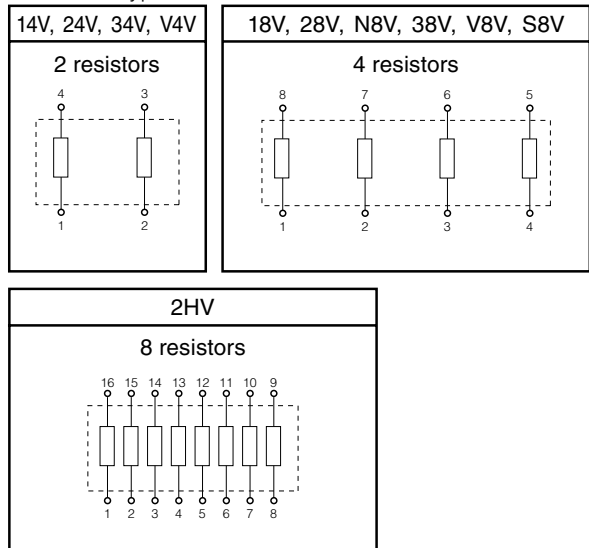 14V, 24V, 34V, V4V
2 resistors
4 3
1 2
18V, 28V, N8V, 38V, V8V, S8V
4 resistors
8 7 6 5
1 2 3 4
2HV
8 resistors
16 15 14 13 12 11 10 9
1 2 3 4 5 6 7 8